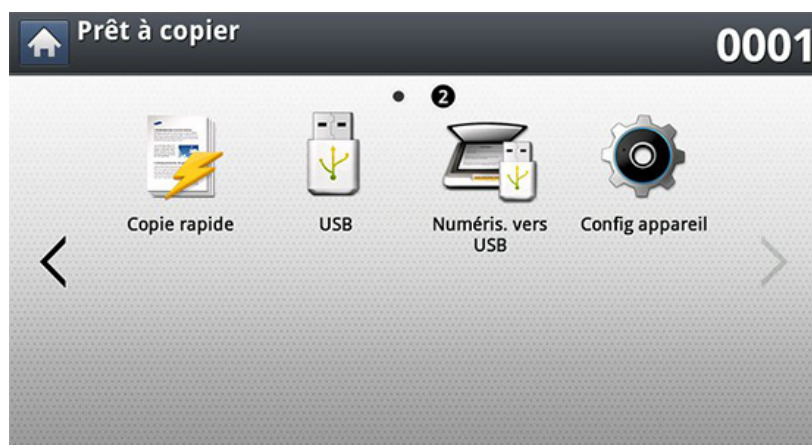 Prêt à copier
0001
2
Copie rapide
USB
Numéris. vers
USB
Config appareil